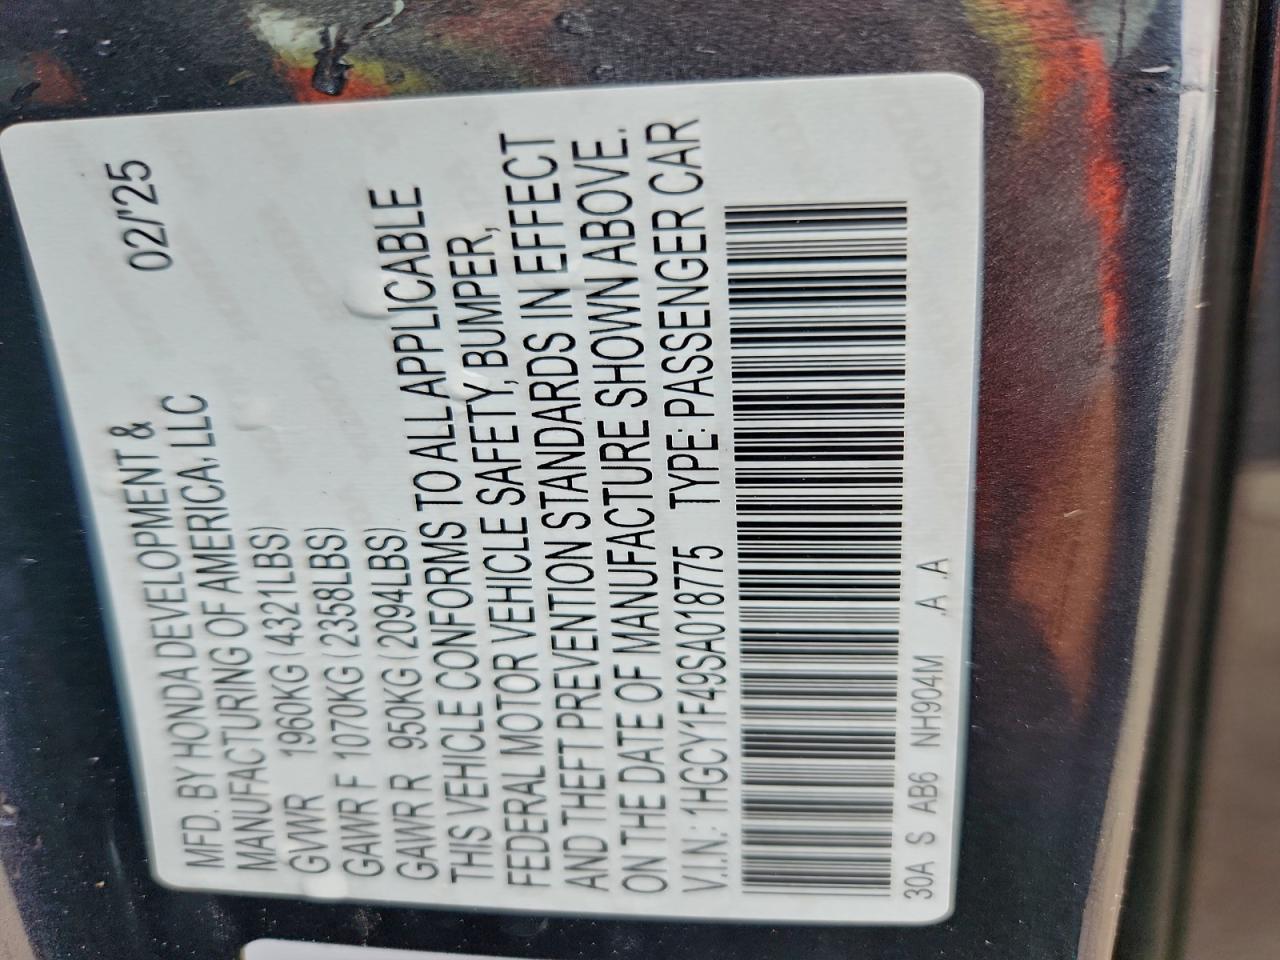 MFD. BY HONDA DEVELOPMENT & 02/'25
MANUFACTURING OF AMERICA, LLC
GVWR 1960KG (4321LBS)
GAWR F 1070KG (2358LBS)
GAWR R 950KG (2094LBS)
THIS VEHICLE CONFORMS TO ALL APPLICABLE
FEDERAL MOTOR VEHICLE SAFETY, BUMPER,
AND THEFT PREVENTION STANDARDS IN EFFECT
ON THE DATE OF MANUFACTURE SHOWN ABOVE.
V.I.N.: 1HGCY1F49SA018775 TYPE: PASSENGER CAR
30A S AB6 NH904M .A .A